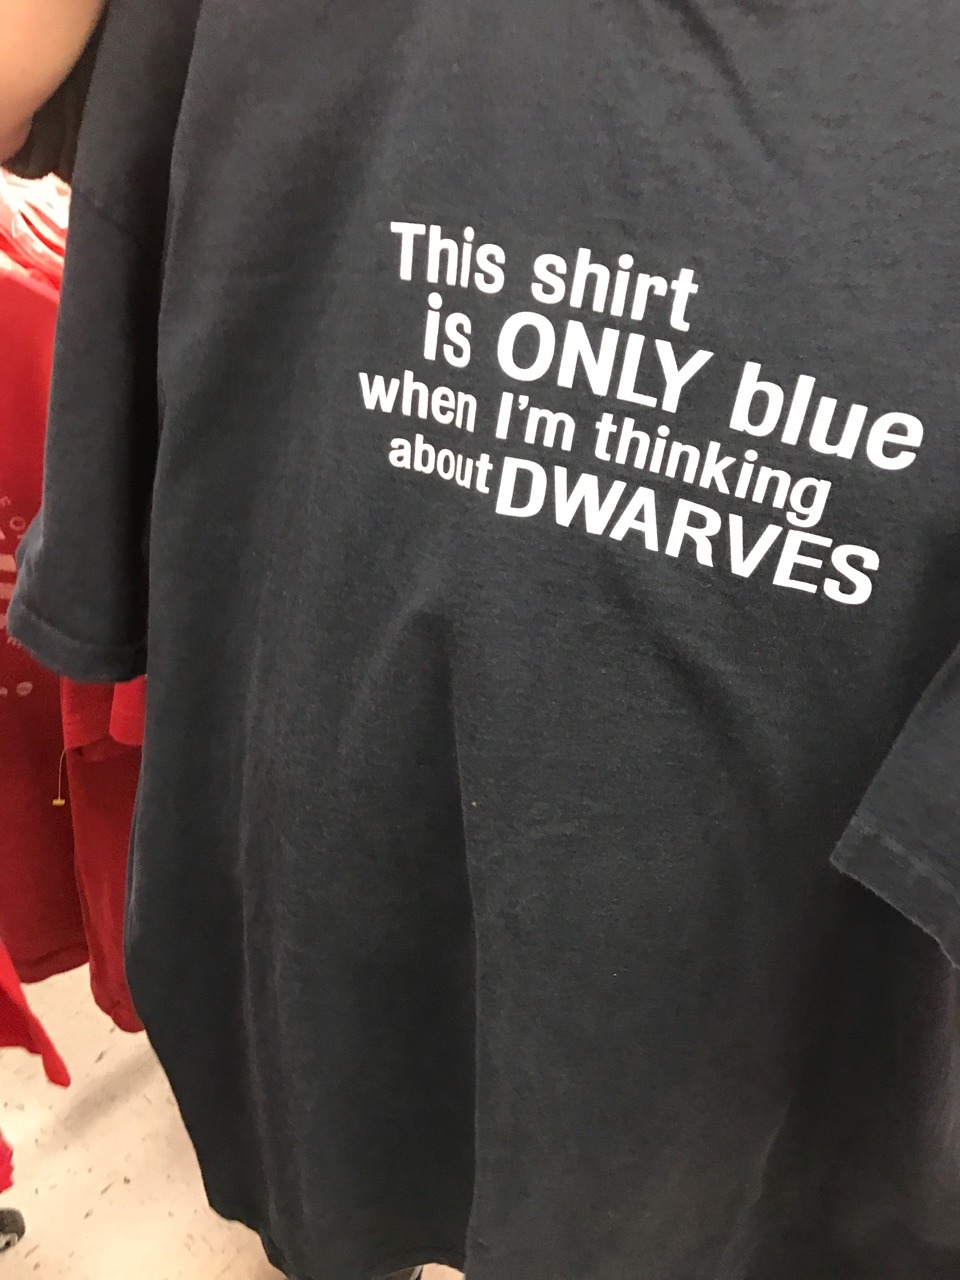 This shirt
is ONLY blue
when I'm thinking
about DWARVES